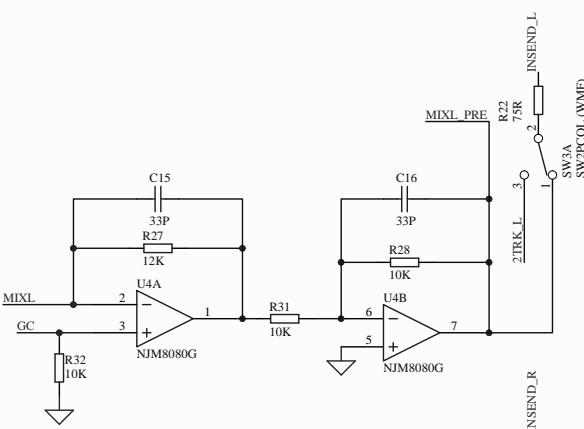 INSEND_L
R22
75R
2
SW3A
SW2PCOL (WME)
3
1
2TRK_L
MIXL_PRE
C15
33P
R27
12K
C16
33P
R28
10K
MIXL
U4A
2
3
1
NJM8080G
GC
R32
10K
R31
10K
U4B
6
5
7
NJM8080G
INSEND_R